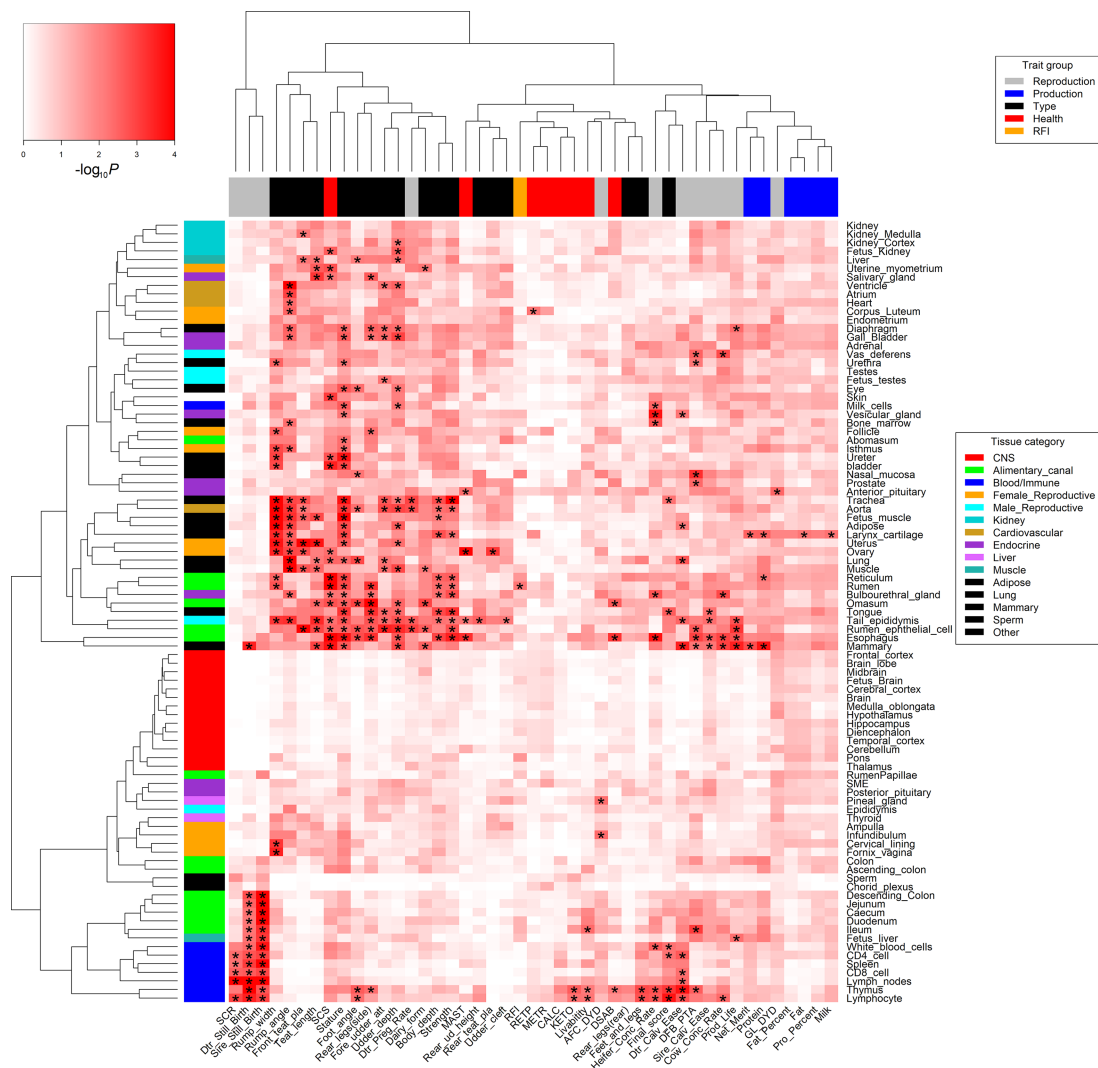 0 1 2 3 4
-log10P
Trait group
Reproduction
Production
Type
Health
RFI
Kidney
Kidney_Medulla
Kidney_Cortex
Fetus_Kidney
Liver
Uterine_myometrium
Salivary_gland
Ventricle
Atrium
Heart
Corpus_Luteum
Endometrium
Diaphragm
Gall_Bladder
Adrenal
Vas_deferens
Urethra
Testes
Fetus_testes
Eye
Skin
Milk_cells
Vesicular_gland
Bone_marrow
Follicle
Abomasum
Isthmus
Ureter
bladder
Nasal_mucosa
Prostate
Anterior_pituitary
Trachea
Aorta
Fetus_muscle
Adipose
Larynx_cartilage
Uterus
Ovary
Lung
Muscle
Reticulum
Rumen
Bulbourethral_gland
Omasum
Tongue
Tail_epididymis
Rumen_ephithelial_cell
Esophagus
Mammary
Frontal_cortex
Brain_lobe
Midbrain
Fetus_Brain
Cerebral_cortex
Brain
Medulla_oblongata
Hypothalamus
Hippocampus
Diencephalon
Temporal_cortex
Cerebellum
Pons
Thalamus
RumenPapillae
SME
Posterior_pituitary
Pineal_gland
Epididymis
Thyroid
Ampulla
Infundibulum
Cervical_lining
Fornix_vagina
Colon
Ascending_colon
Sperm
Chorid_plexus
Descending_Colon
Jejunum
Caecum
Duodenum
Ileum
Fetus_liver
White_blood_cells
CD4_cell
Spleen
CD8_cell
Lymph_nodes
Thymus
Lymphocyte
Tissue category
CNS
Alimentary_canal
Blood/Immune
Female_Reproductive
Male_Reproductive
Kidney
Cardiovascular
Endocrine
Liver
Muscle
Adipose
Lung
Mammary
Sperm
Other
SCR
Dtr_Still_Birth
Sire_Still_Birth
Rump_width
Rump_angle
Front_teat_pla
Teat_length
SCS
Stature
Foot_angle
Rear_legs(side)
Fore_udder_att
Udder_depth
Dtr_Preg_Rate
Dairy_form
Body_depth
Strength
MAST
Rear_ud_height
Rear_teat_pla
Udder_cleft
RFI
RETP
METR
CALC
KETO
Livability
AFC_DYD
DSAB
Rear_legs(rear)
Feet_and_legs
Heifer_Conc_Rate
Final_score
Dtr_Calv_Ease
DFB_PTA
Sire_Calv_Ease
Cow_Conc_Rate
Prod_Life
Net_Merit
Protein
GL_DYD
Fat_Percent
Fat
Pro_Percent
Milk